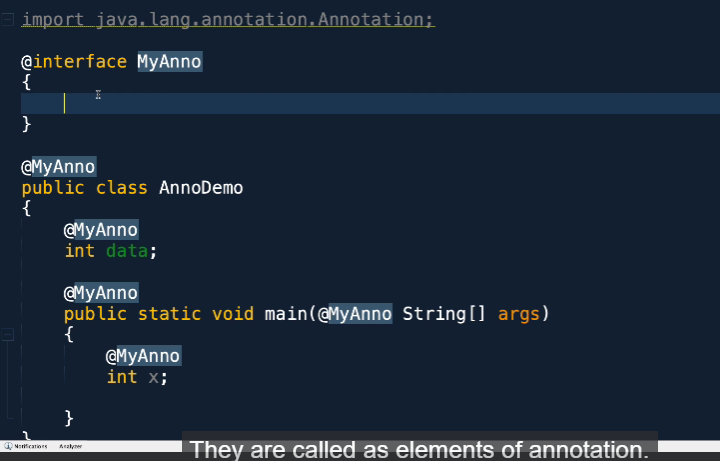 import java.lang.annotation.Annotation;
@interface MyAnno
{
}
@MyAnno
public class AnnoDemo
{
@MyAnno
int data;
@MyAnno
public static void main(@MyAnno String[] args)
{
@MyAnno
int x;
}
}
Notifications Analyzer
They are called as elements of annotation.